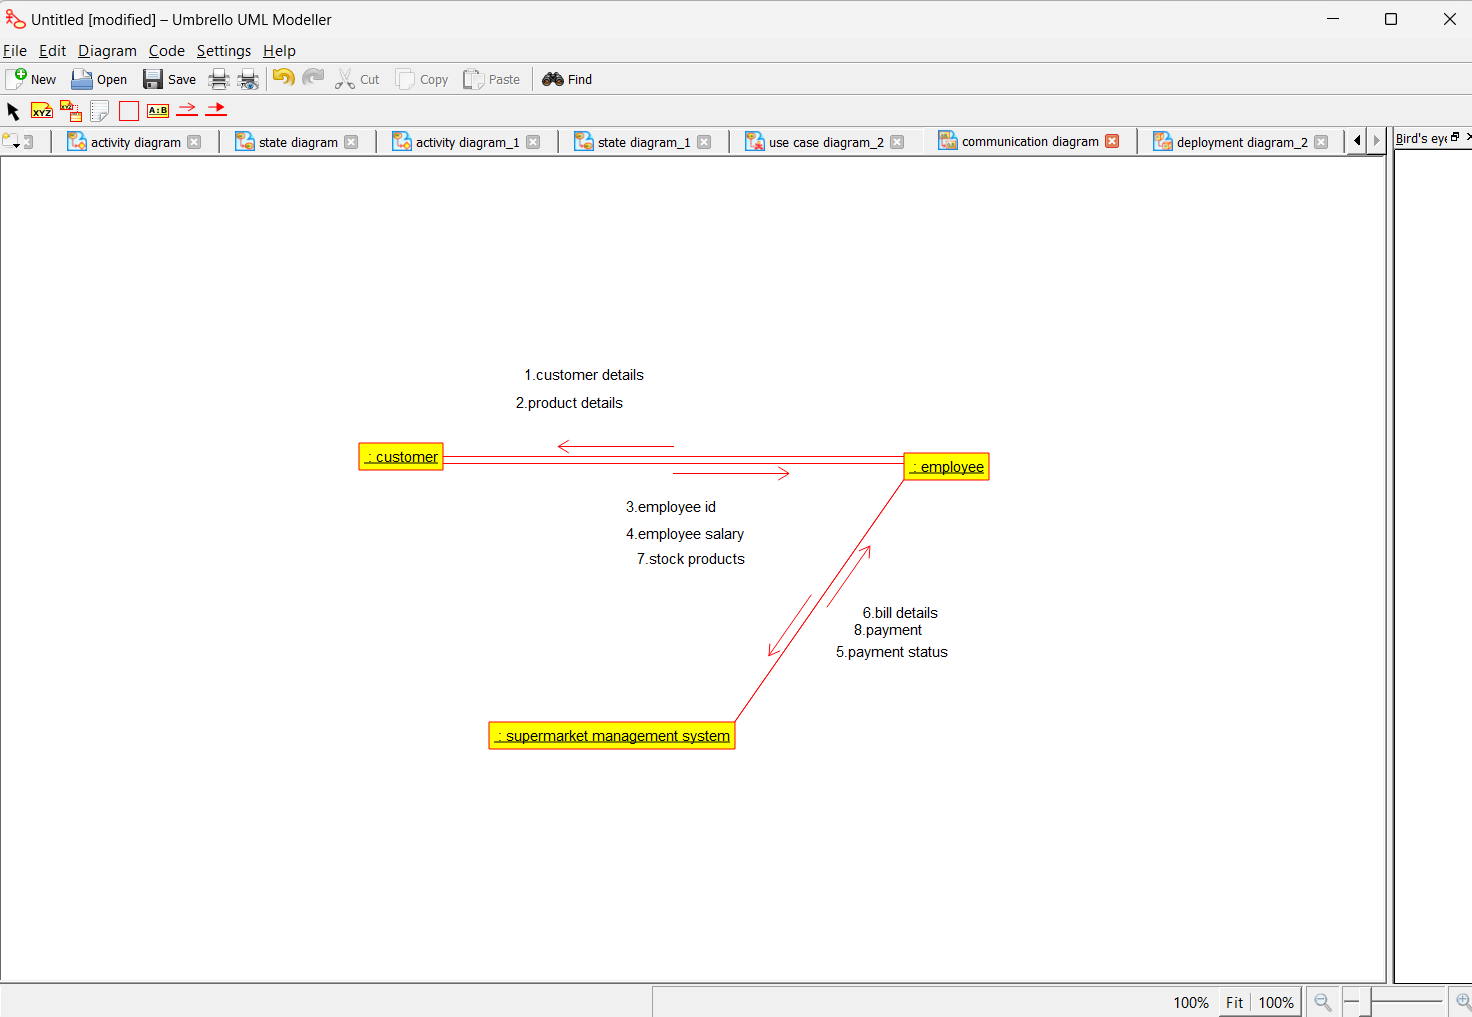 Untitled [modified] – Umbrello UML Modeller
File Edit Diagram Code Settings Help
New Open Save Cut Copy Paste Find
XYZ XYZ A:B
activity diagram state diagram activity diagram_1 state diagram_1 use case diagram_2 communication diagram deployment diagram_2 Bird's eye
1.customer details
2.product details
: customer
: employee
3.employee id
4.employee salary
7.stock products
6.bill details
8.payment
5.payment status
: supermarket management system
100% Fit 100%